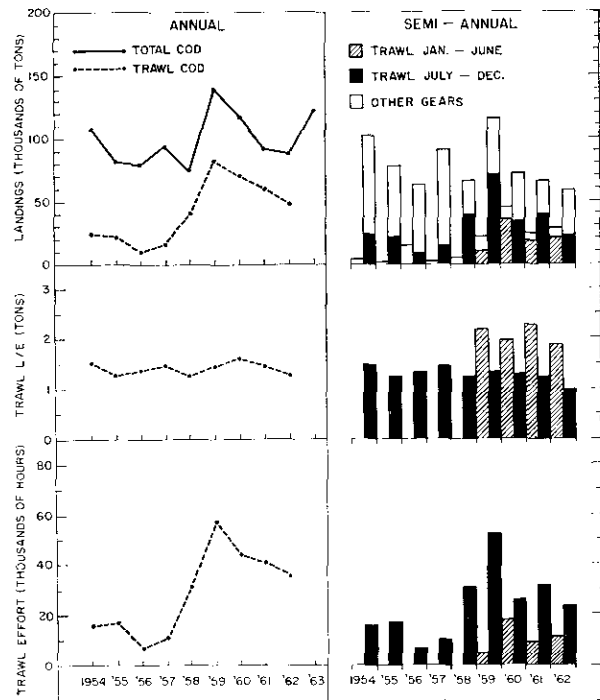 ANNUAL
TOTAL COD
TRAWL COD
LANDINGS (THOUSANDS OF TONS)
200
150
100
50
0
SEMI – ANNUAL
TRAWL JAN. – JUNE
TRAWL JULY – DEC.
OTHER GEARS
TRAWL L/E (TONS)
3
2
1
0
TRAWL EFFORT (THOUSANDS OF HOURS)
80
60
40
20
0
1954 '55 '56 '57 '58 '59 '60 '61 '62 '63
1954 '55 '56 '57 '58 '59 '60 '61 '62